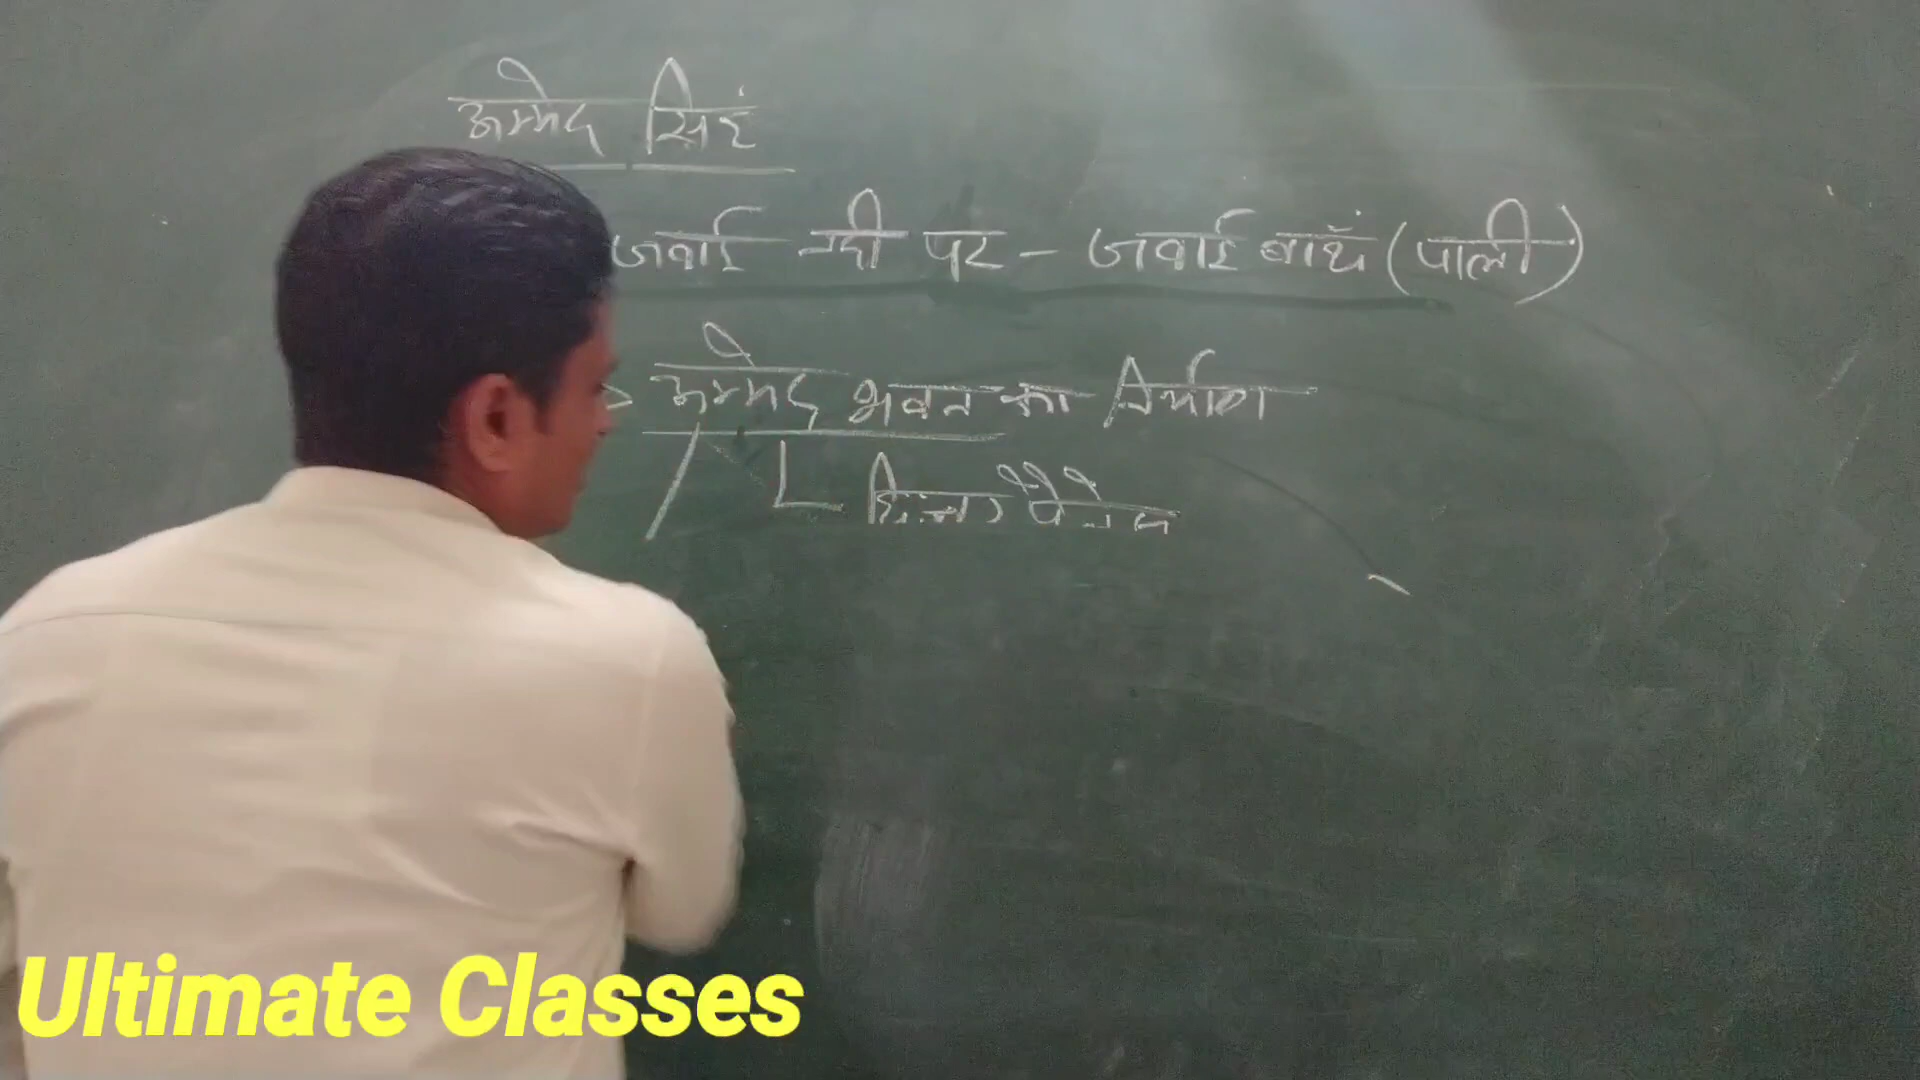 उम्मेद सिंह
जवाई नदी पर - जवाई बाँध (पाली)
> उम्मेद भवन का निर्माण
पैलेस
Ultimate Classes